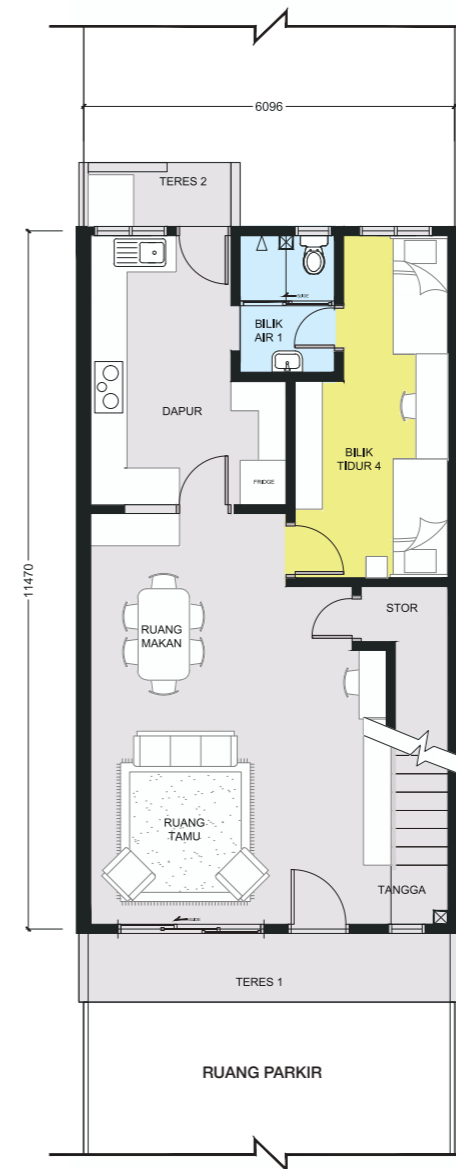 6096
TERES 2
BILIK
AIR 1
DAPUR
BILIK
TIDUR 4
FRIDGE
11470
STOR
RUANG
MAKAN
RUANG
TAMU
TANGGA
TERES 1
RUANG PARKIR